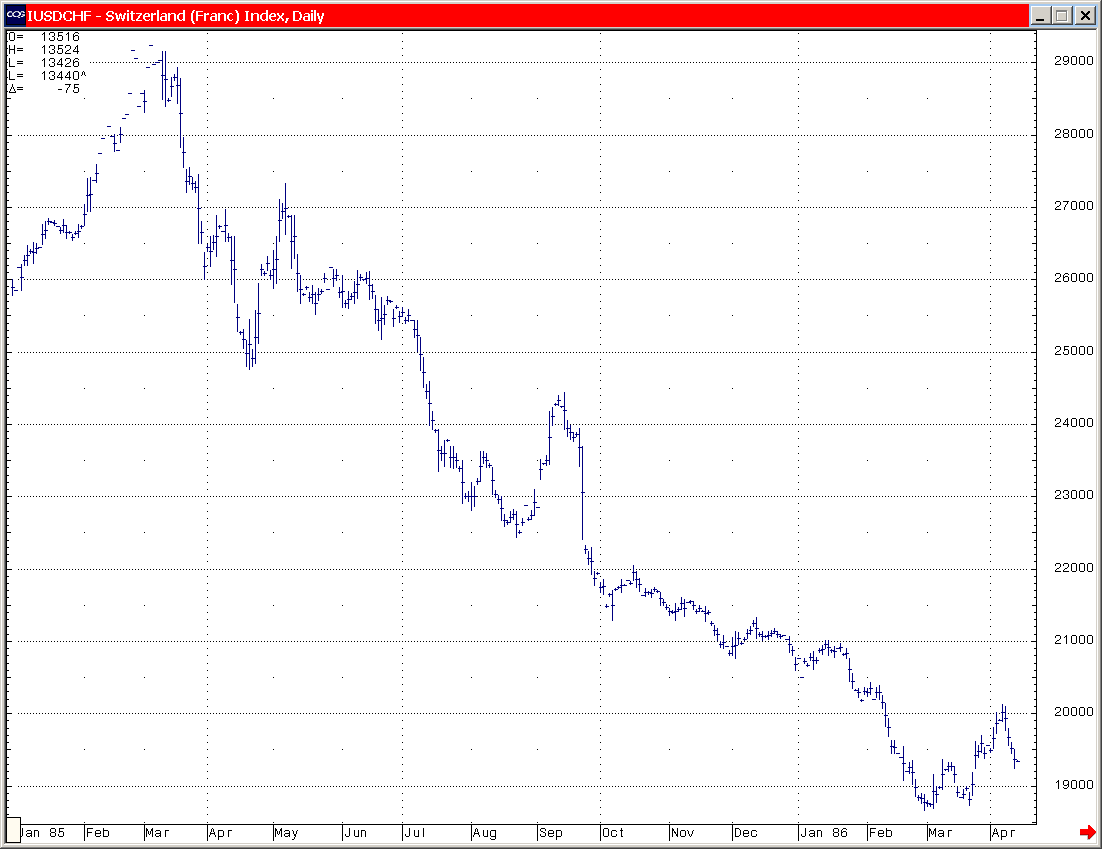 CQG IUSDCHF - Switzerland (Franc) Index, Daily
O= 13516
H= 13524
L= 13426
L= 13440^
Δ= -75
29000
28000
27000
26000
25000
24000
23000
22000
21000
20000
19000
Jan 85 Feb Mar Apr May Jun Jul Aug Sep Oct Nov Dec Jan 86 Feb Mar Apr